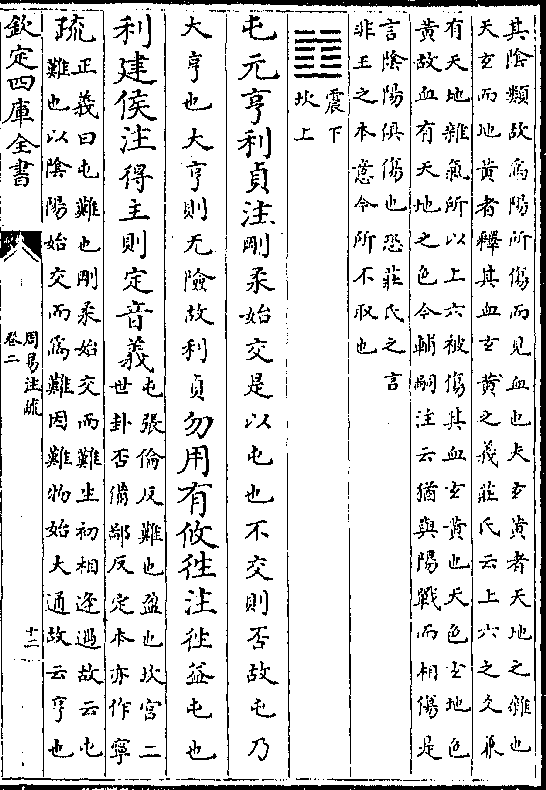 其陰類故爲陽所傷而見血也夫玄黃者天地之雜也
天玄而地黃者釋其血玄黃之義莊氏云上六之爻兼
有天地雜氣所以上六被傷其血玄黃也天色玄地色
黃故血有天地之色今輔嗣注云猶與陽戰而相傷是
言陰陽俱傷也恐莊氏之言
非王之本意今所不取也
震下
坎上
屯元亨利貞注剛柔始交是以屯也不交則否故屯乃
大亨也大亨則无險故利貞勿用有攸往注往益屯也
利建侯注得主則定音義
屯張倫反難也盈也坎宮二
世卦否備鄙反定本亦作寧
疏
正義曰屯難也剛柔始交而難生初相逢遇故云屯
難也以陰陽始交而爲難因難物始大通故云亨也
欽定四庫全書
周易注疏
卷二
十二